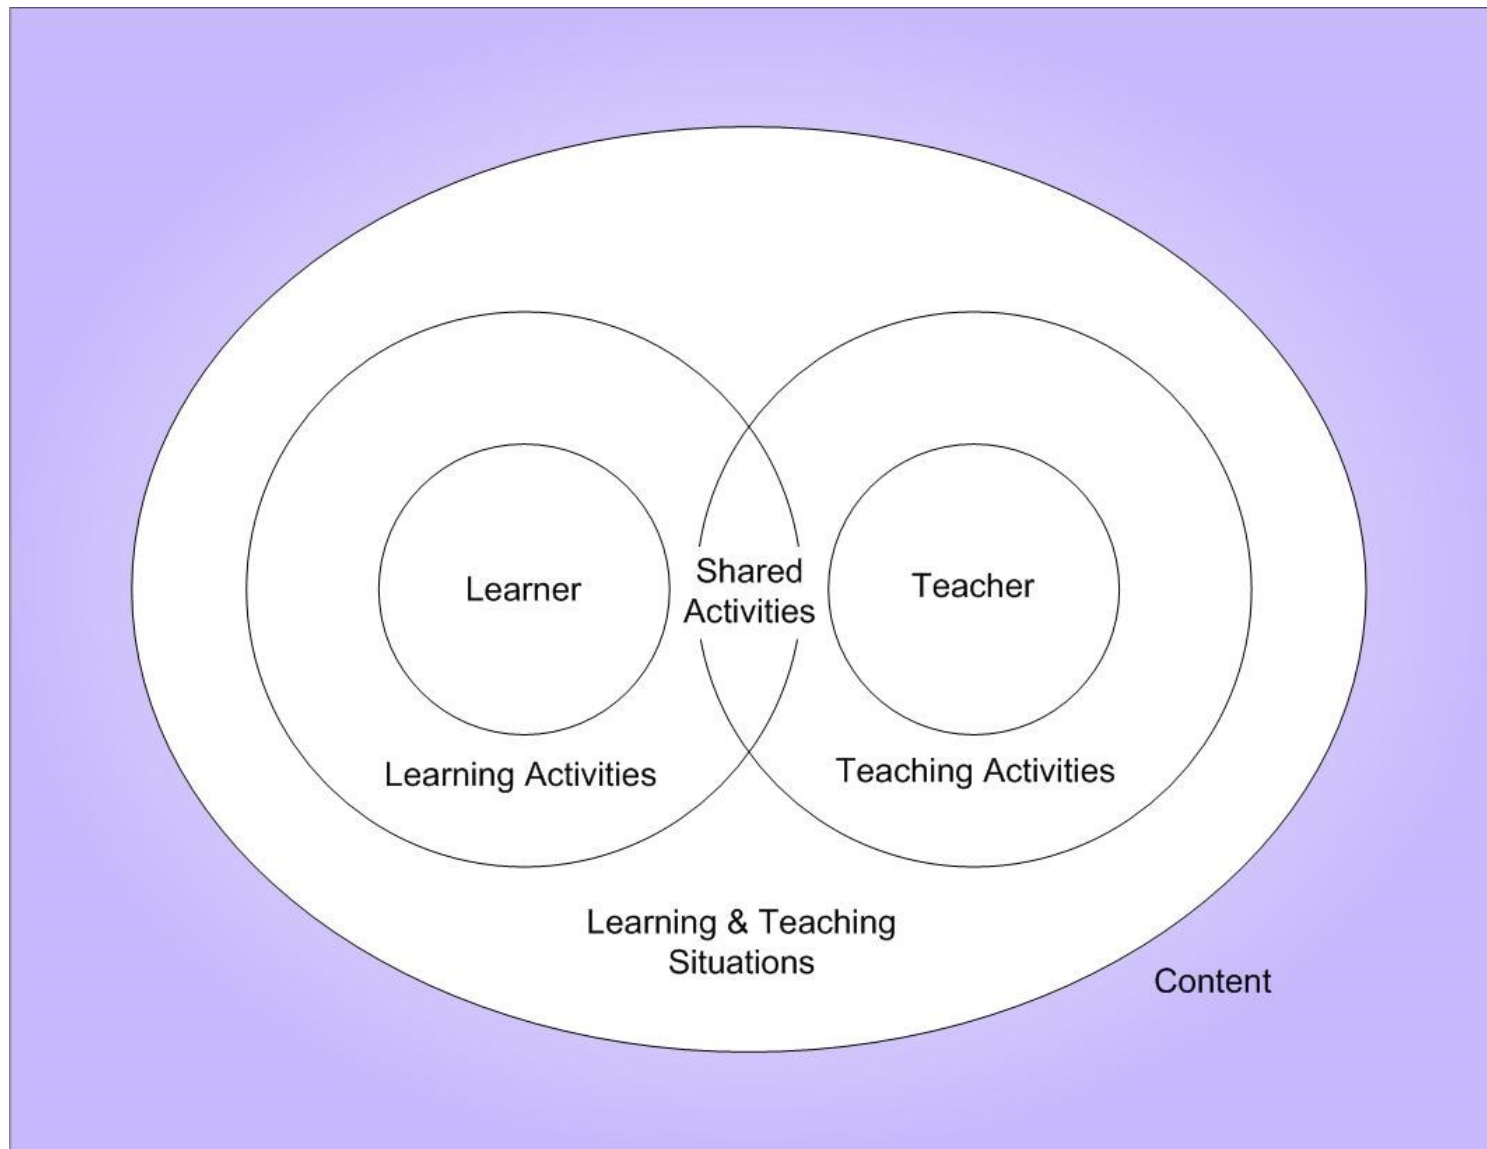 Learner
Shared
Activities
Teacher
Learning Activities
Teaching Activities
Learning & Teaching
Situations
Content